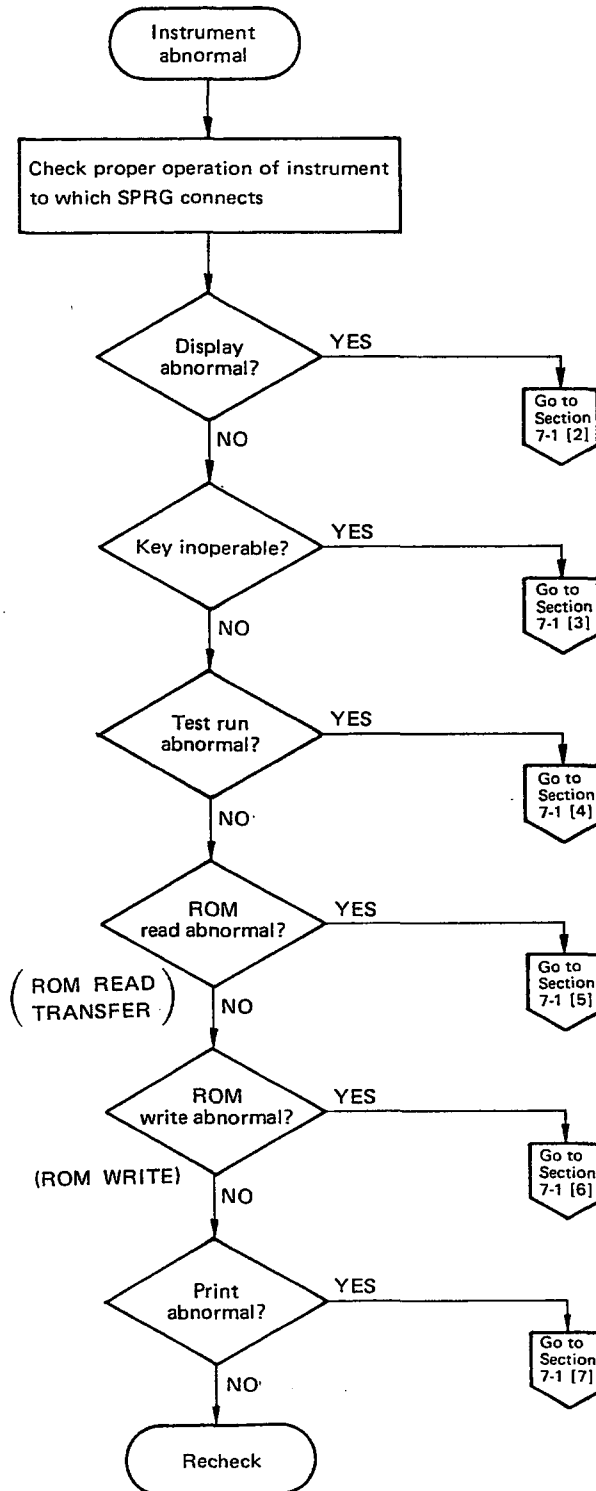 Instrument
abnormal
Check proper operation of instrument
to which SPRG connects
Display
abnormal?
YES
Go to
Section
7-1 [2]
NO
Key inoperable?
YES
Go to
Section
7-1 [3]
NO
Test run
abnormal?
YES
Go to
Section
7-1 [4]
NO
ROM
read abnormal?
YES
Go to
Section
7-1 [5]
(ROM READ
TRANSFER)
NO
ROM
write abnormal?
YES
Go to
Section
7-1 [6]
(ROM WRITE)
NO
Print
abnormal?
YES
Go to
Section
7-1 [7]
NO
Recheck